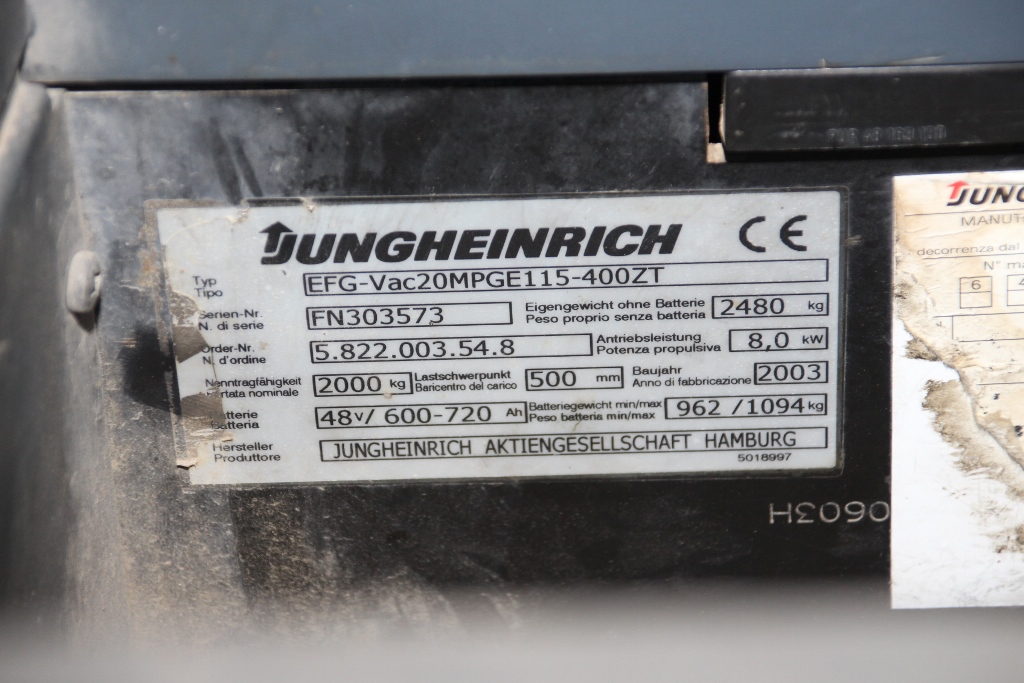 JUNGHEINRICH CE
Typ
Tipo
EFG-Vac20MPGE115-400ZT
Serien-Nr.
N. di serie
FN303573
Eigengewicht ohne Batterie
Peso proprio senza batteria
2480 kg
Order-Nr.
N. d'ordine
5.822.003.54.8
Antriebsleistung
Potenza propulsiva
8,0 kW
Nenntragfähigkeit
rtata nominale
2000 kg
Lastschwerpunkt
Baricentro del carico
500 mm
Baujahr
Anno di fabbricazione
2003
tterie
Batteria
48V/ 600-720 Ah
Batteriegewicht min/max
Peso batteria min/max
962 /1094 kg
Hersteller
Produttore
JUNGHEINRICH AKTIENGESELLSCHAFT HAMBURG
5018997
JUNG
MANUT
decorrenza dal
N° ma
6 4